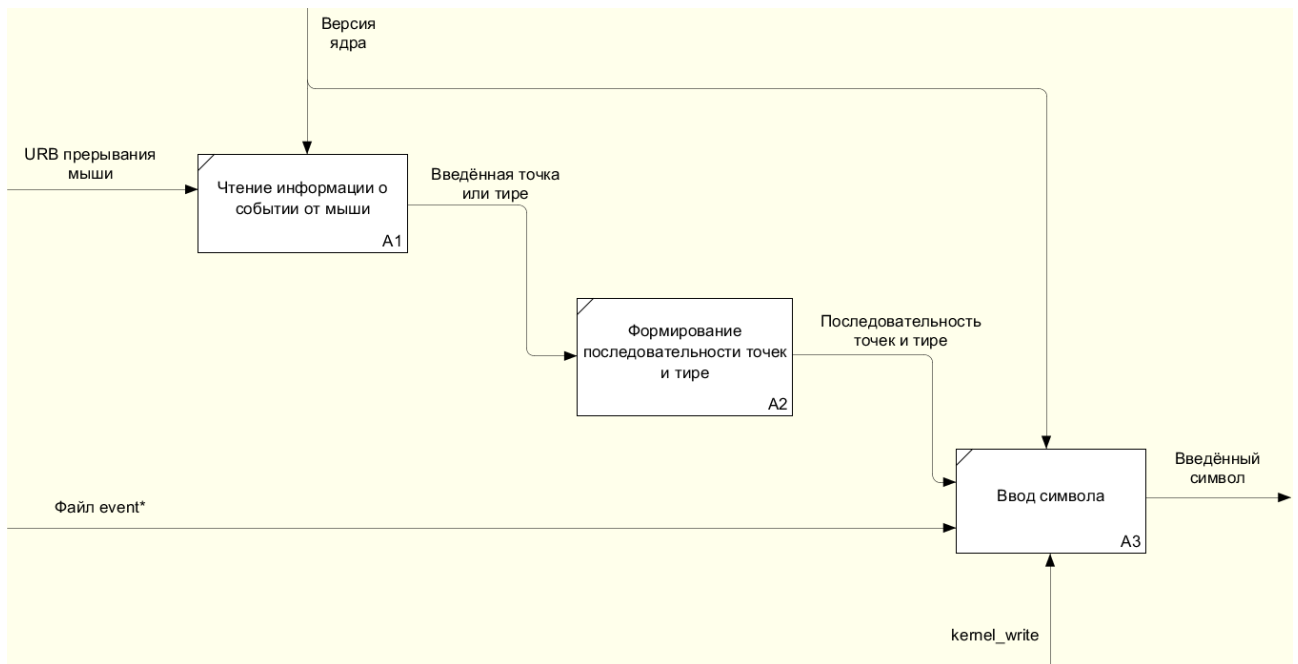 Версия
ядра
URB прерывания
мыши
Чтение информации о
событии от мыши
A1
Введённая точка
или тире
Формирование
последовательности точек
и тире
A2
Последовательность
точек и тире
Файл event*
Ввод символа
A3
Введённый
символ
kernel_write